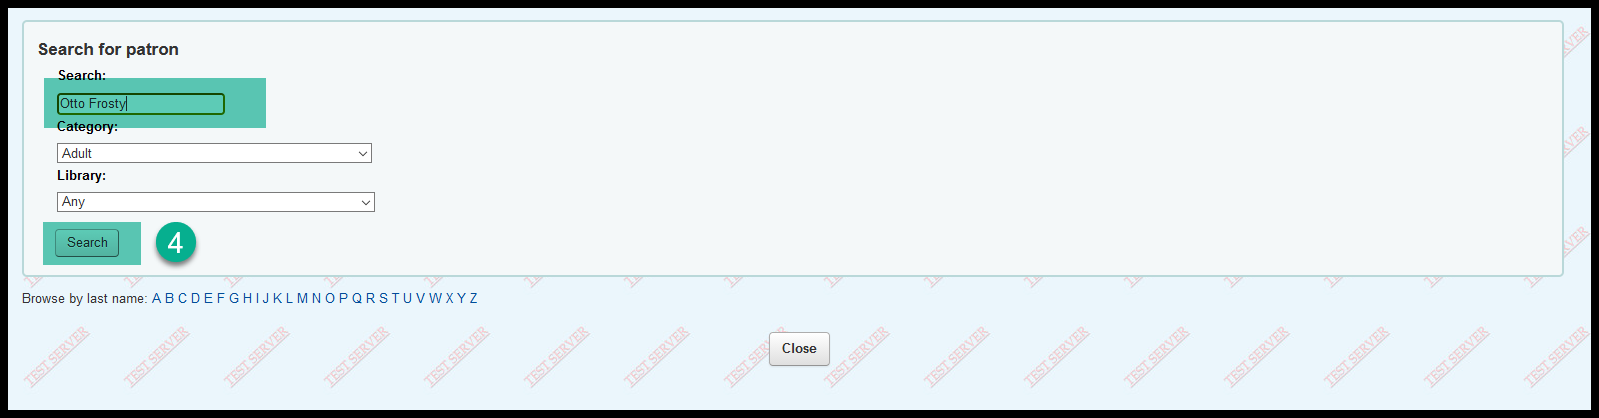 Search for patron
Search:
Otto Frosty
Category:
Adult
Library:
Any
Search
4
Browse by last name: A B C D E F G H I J K L M N O P Q R S T U V W X Y Z
Close
TEST SERVER TEST SERVER TEST SERVER TEST SERVER TEST SERVER TEST SERVER TEST SERVER TEST SERVER TEST SERVER TEST SERVER TEST SERVER TEST SERVER TEST SERVER TEST SERVER TEST SERVER TEST SERVER